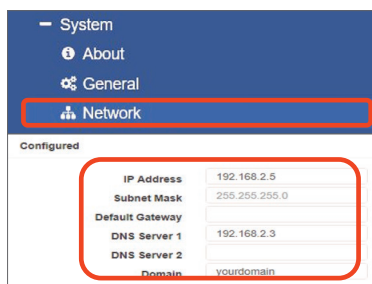 − System
About
General
Network
Configured
IP Address 192.168.2.5
Subnet Mask 255.255.255.0
Default Gateway
DNS Server 1 192.168.2.3
DNS Server 2
Domain yourdomain